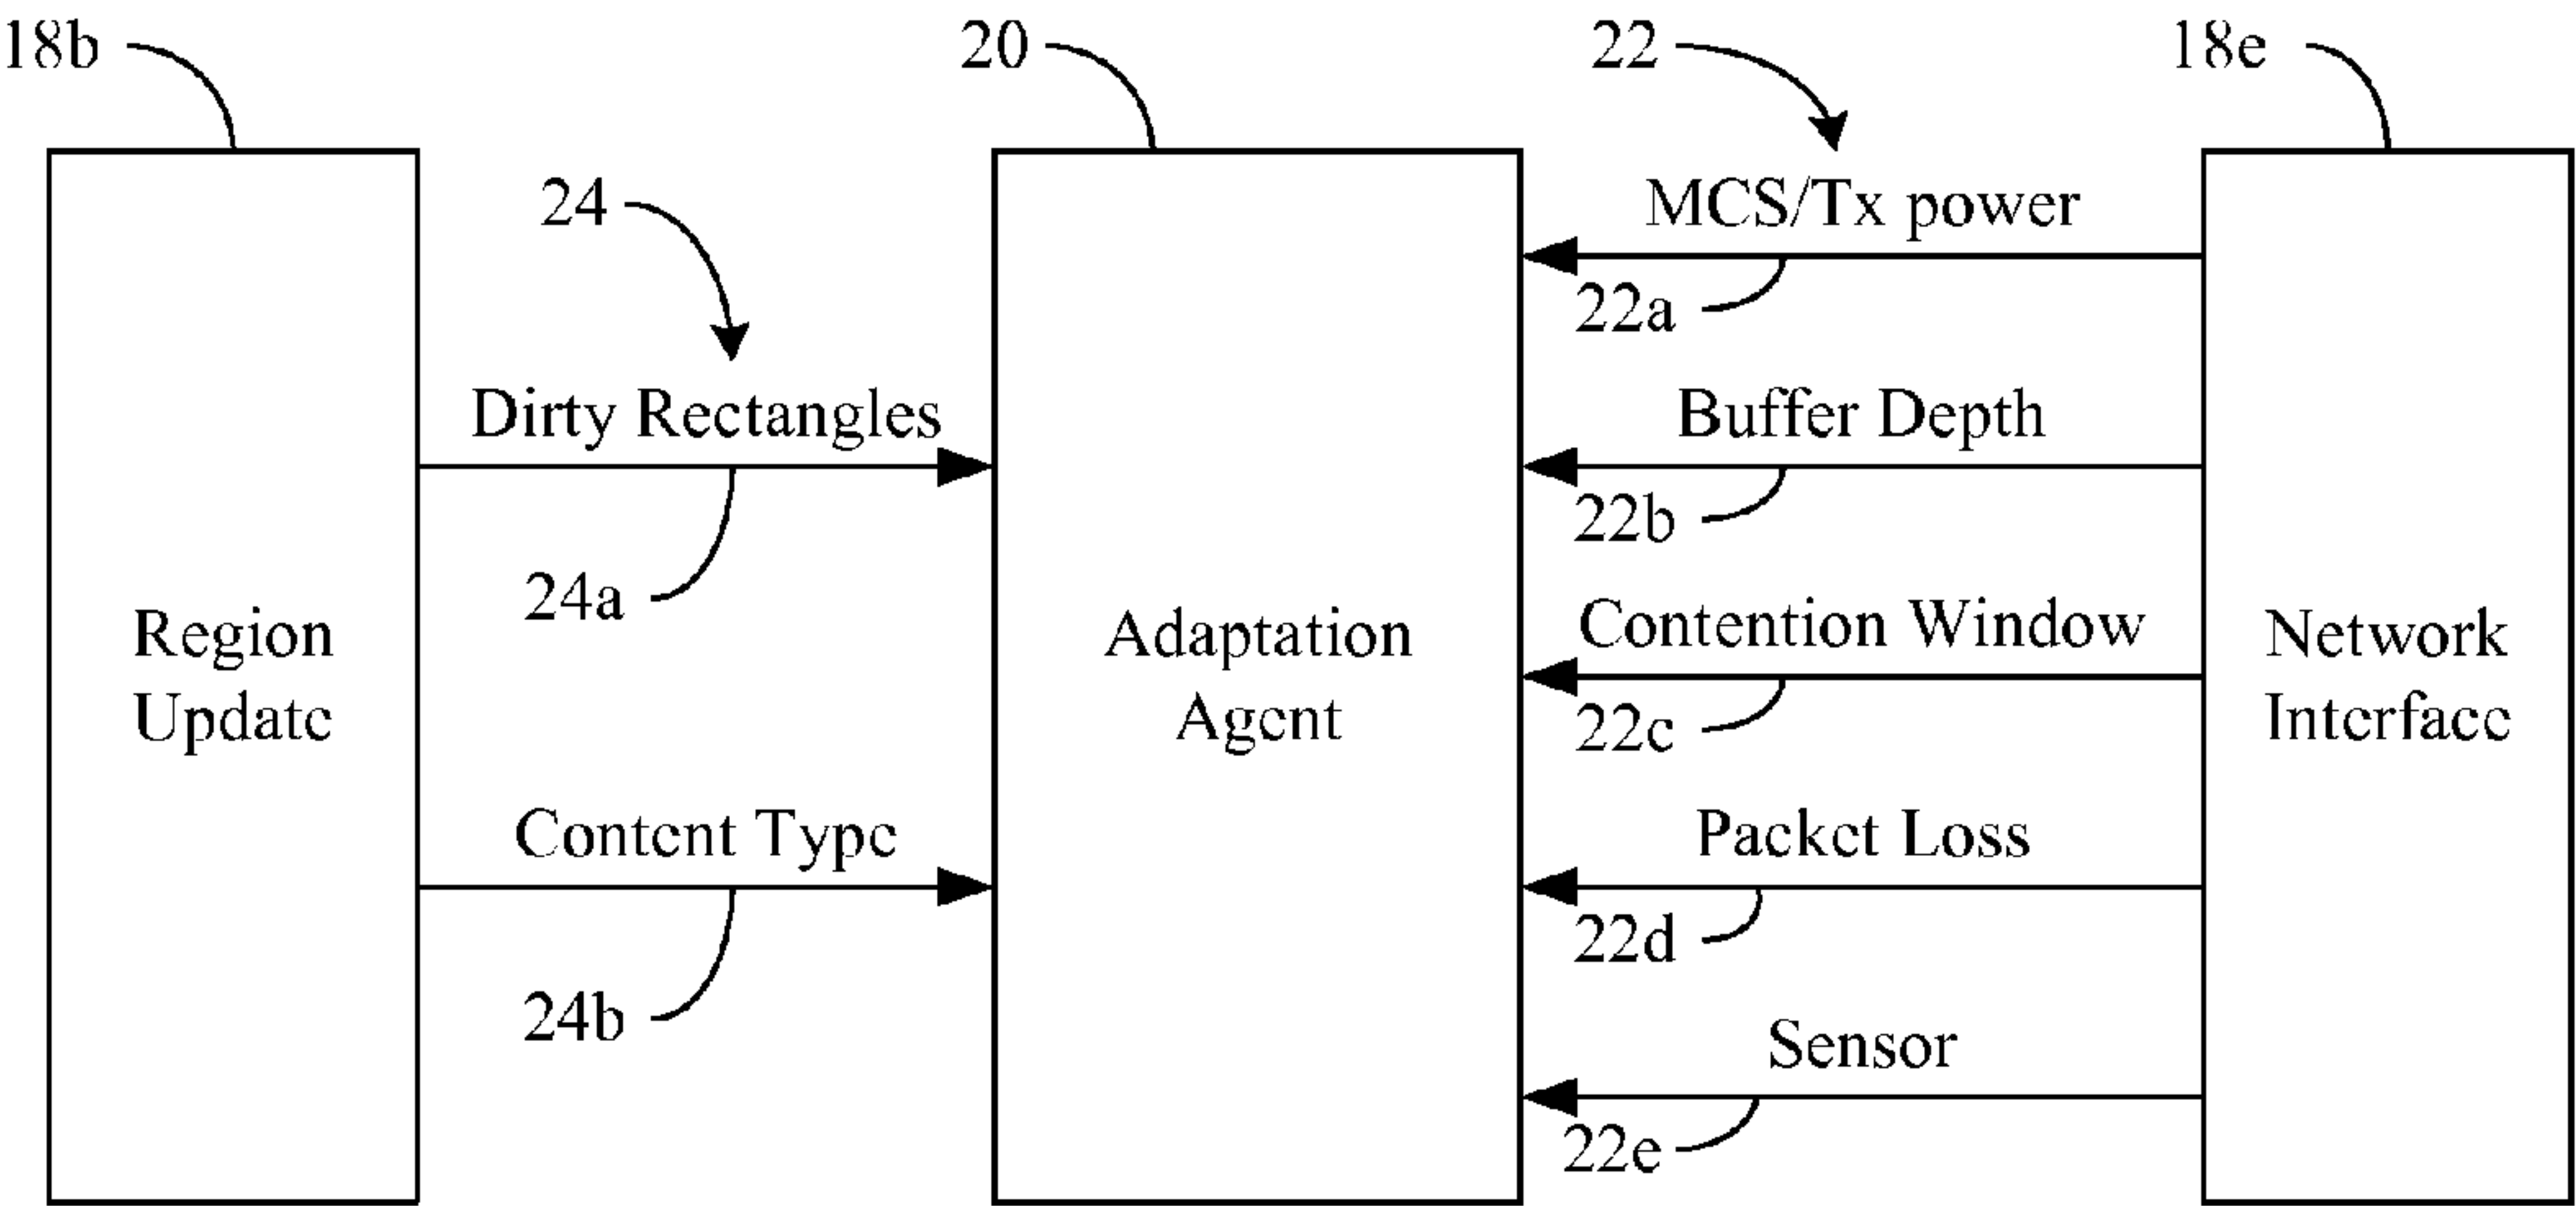 18b
20
22
18e
MCS/Tx power
24
22a
Dirty Rectangles
Buffer Depth
22b
24a
Contention Window
Region
Update
Adaptation
Agent
Network
Interface
22c
Content Type
Packet Loss
22d
24b
Sensor
22e